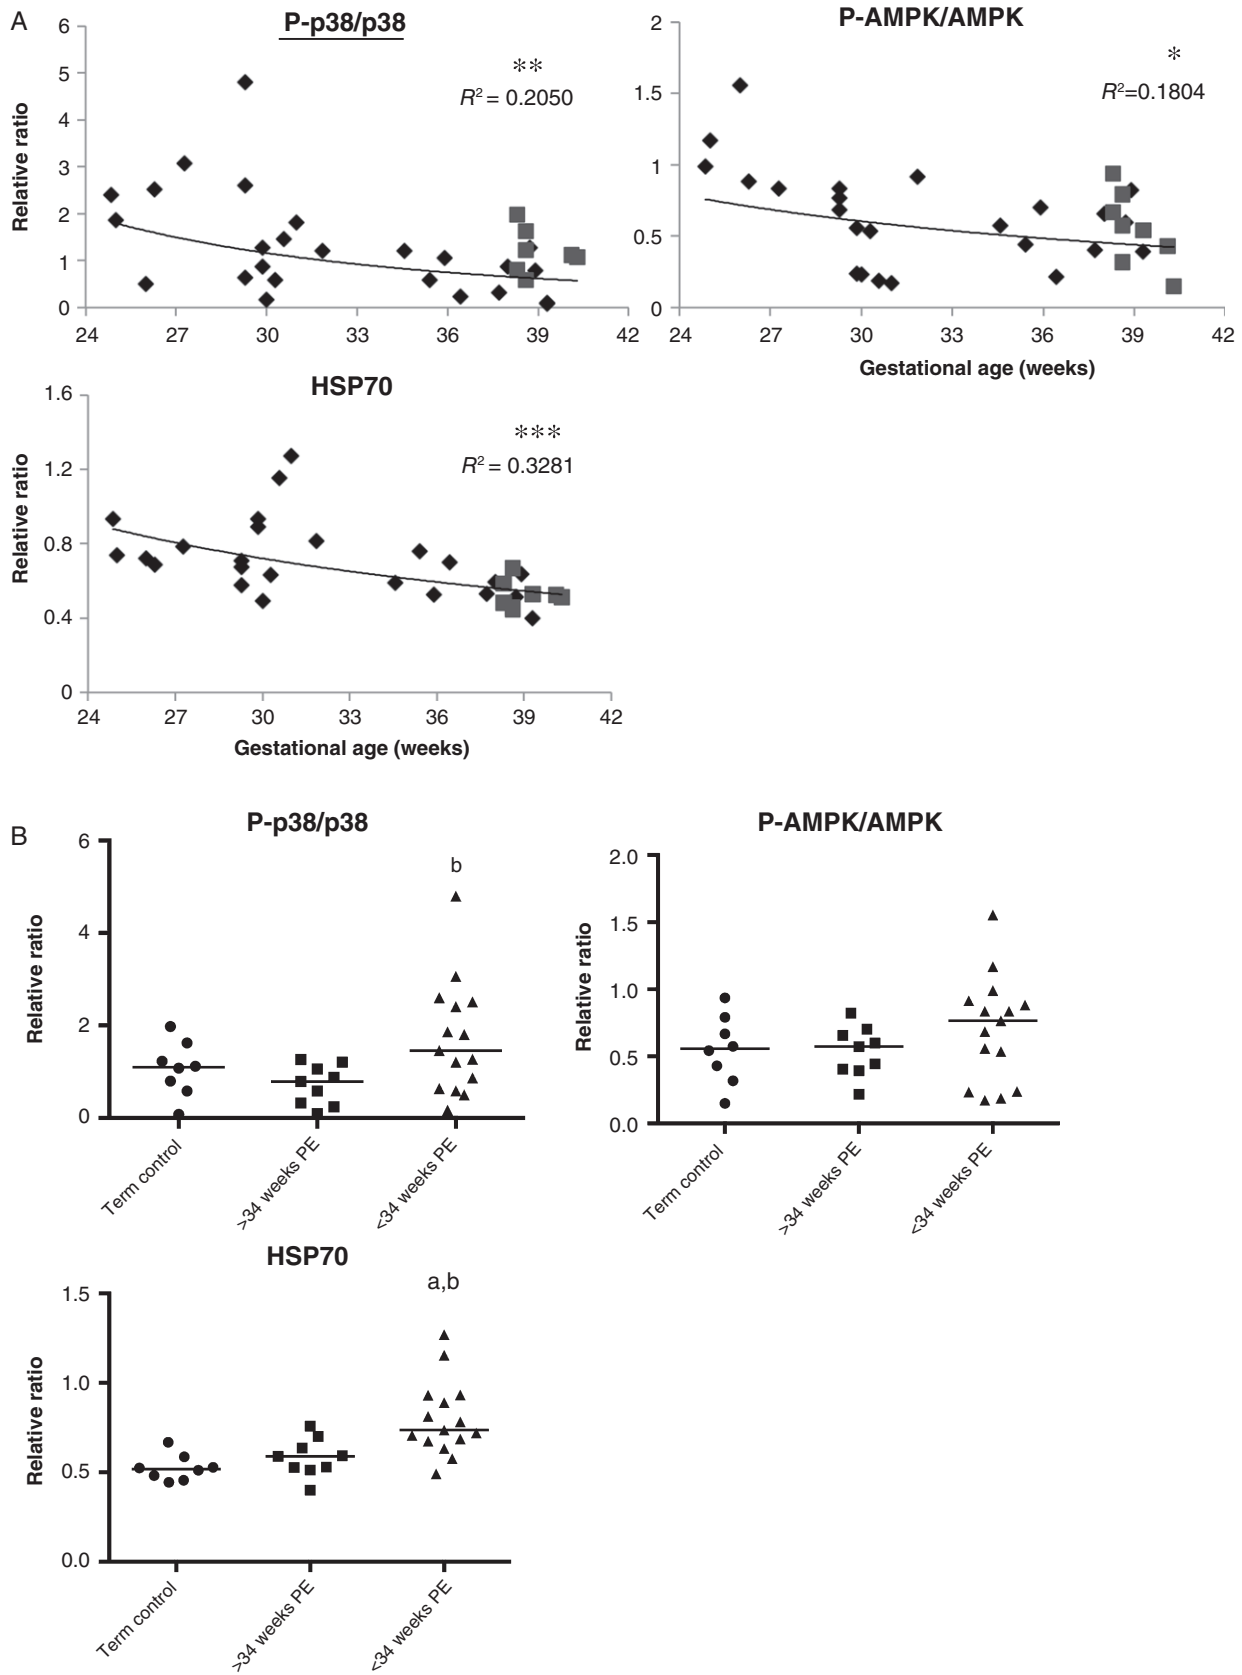 A
P-p38/p38
6
5
4
3
2
1
0
Relative ratio
**
R² = 0.2050
24 27 30 33 36 39 42
P-AMPK/AMPK
2
1.5
1
0.5
0
*
R²=0.1804
24 27 30 33 36 39 42
Gestational age (weeks)
HSP70
1.6
1.2
0.8
0.4
0
Relative ratio
***
R² = 0.3281
24 27 30 33 36 39 42
Gestational age (weeks)
B
P-p38/p38
6
4
2
0
Relative ratio
b
Term control
>34 weeks PE
<34 weeks PE
P-AMPK/AMPK
2.0
1.5
1.0
0.5
0.0
Relative ratio
Term control
>34 weeks PE
<34 weeks PE
HSP70
1.5
1.0
0.5
0.0
Relative ratio
a,b
Term control
>34 weeks PE
<34 weeks PE